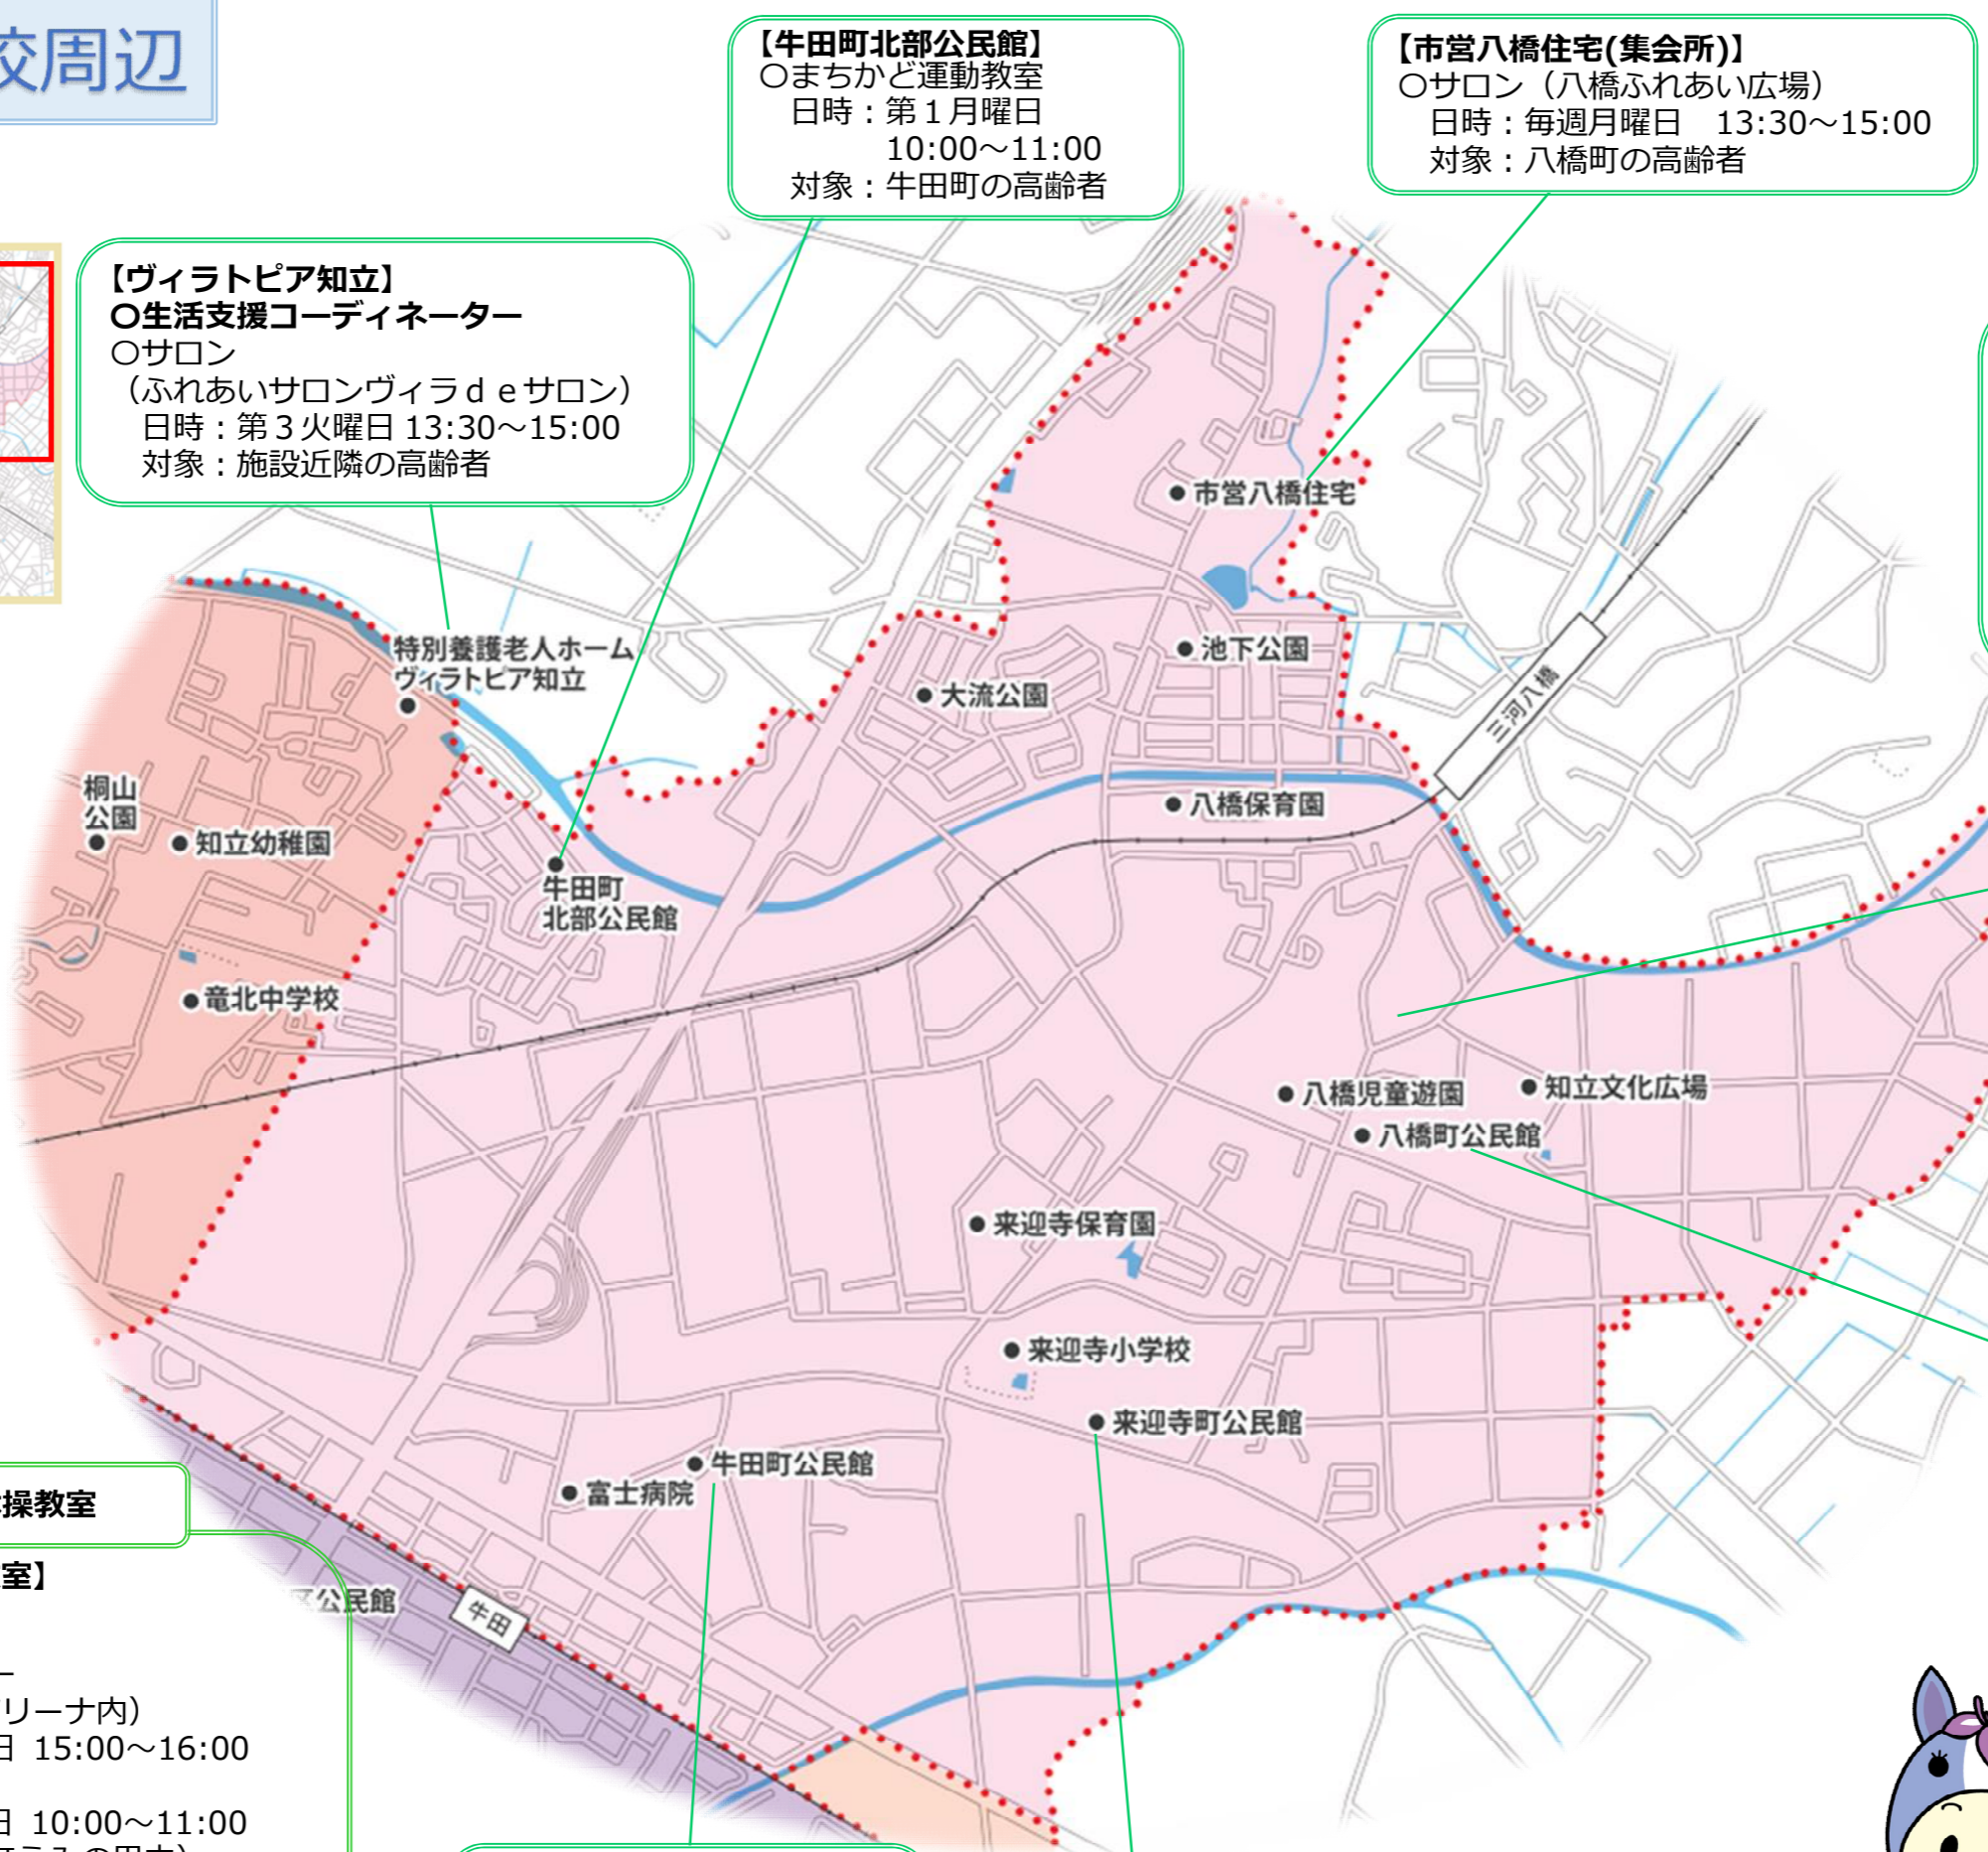 校周辺
【牛田町北部公民館】
〇まちかど運動教室
日時：第１月曜日
10:00～11:00
対象：牛田町の高齢者
【市営八橋住宅(集会所)】
〇サロン（八橋ふれあい広場）
日時：毎週月曜日　13:30～15:00
対象：八橋町の高齢者
【ヴィラトピア知立】
〇生活支援コーディネーター
〇サロン
（ふれあいサロンヴィラｄｅサロン）
日時：第３火曜日 13:30～15:00
対象：施設近隣の高齢者
市営八橋住宅
特別養護老人ホーム
ヴィラトピア知立
池下公園
大流公園
三河八橋
桐山
公園
知立幼稚園
八橋保育園
牛田町
北部公民館
竜北中学校
八橋児童遊園
知立文化広場
八橋町公民館
来迎寺保育園
来迎寺小学校
来迎寺町公民館
牛田町公民館
富士病院
操教室
室】
区公民館
牛田
ー
リーナ内）
日 15:00～16:00
日 10:00～11:00